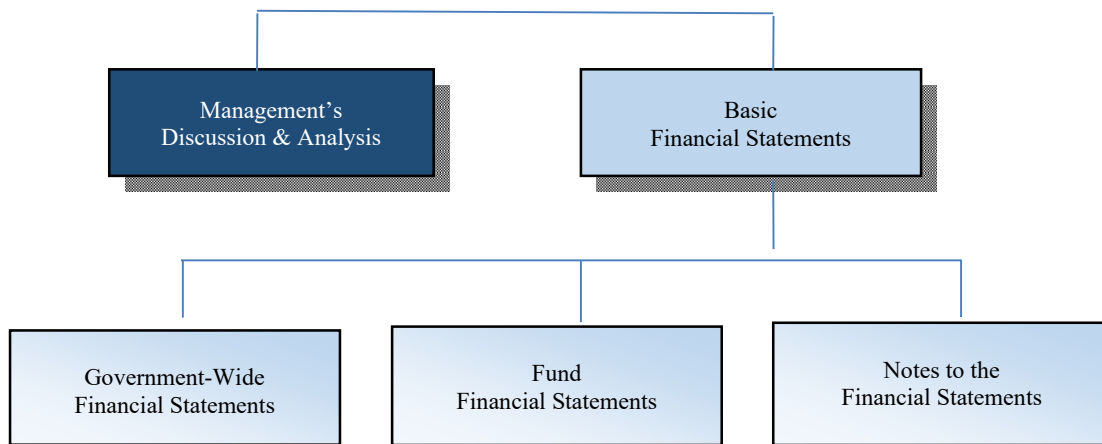 Management’s
Discussion & Analysis
Basic
Financial Statements
Government-Wide
Financial Statements
Fund
Financial Statements
Notes to the
Financial Statements